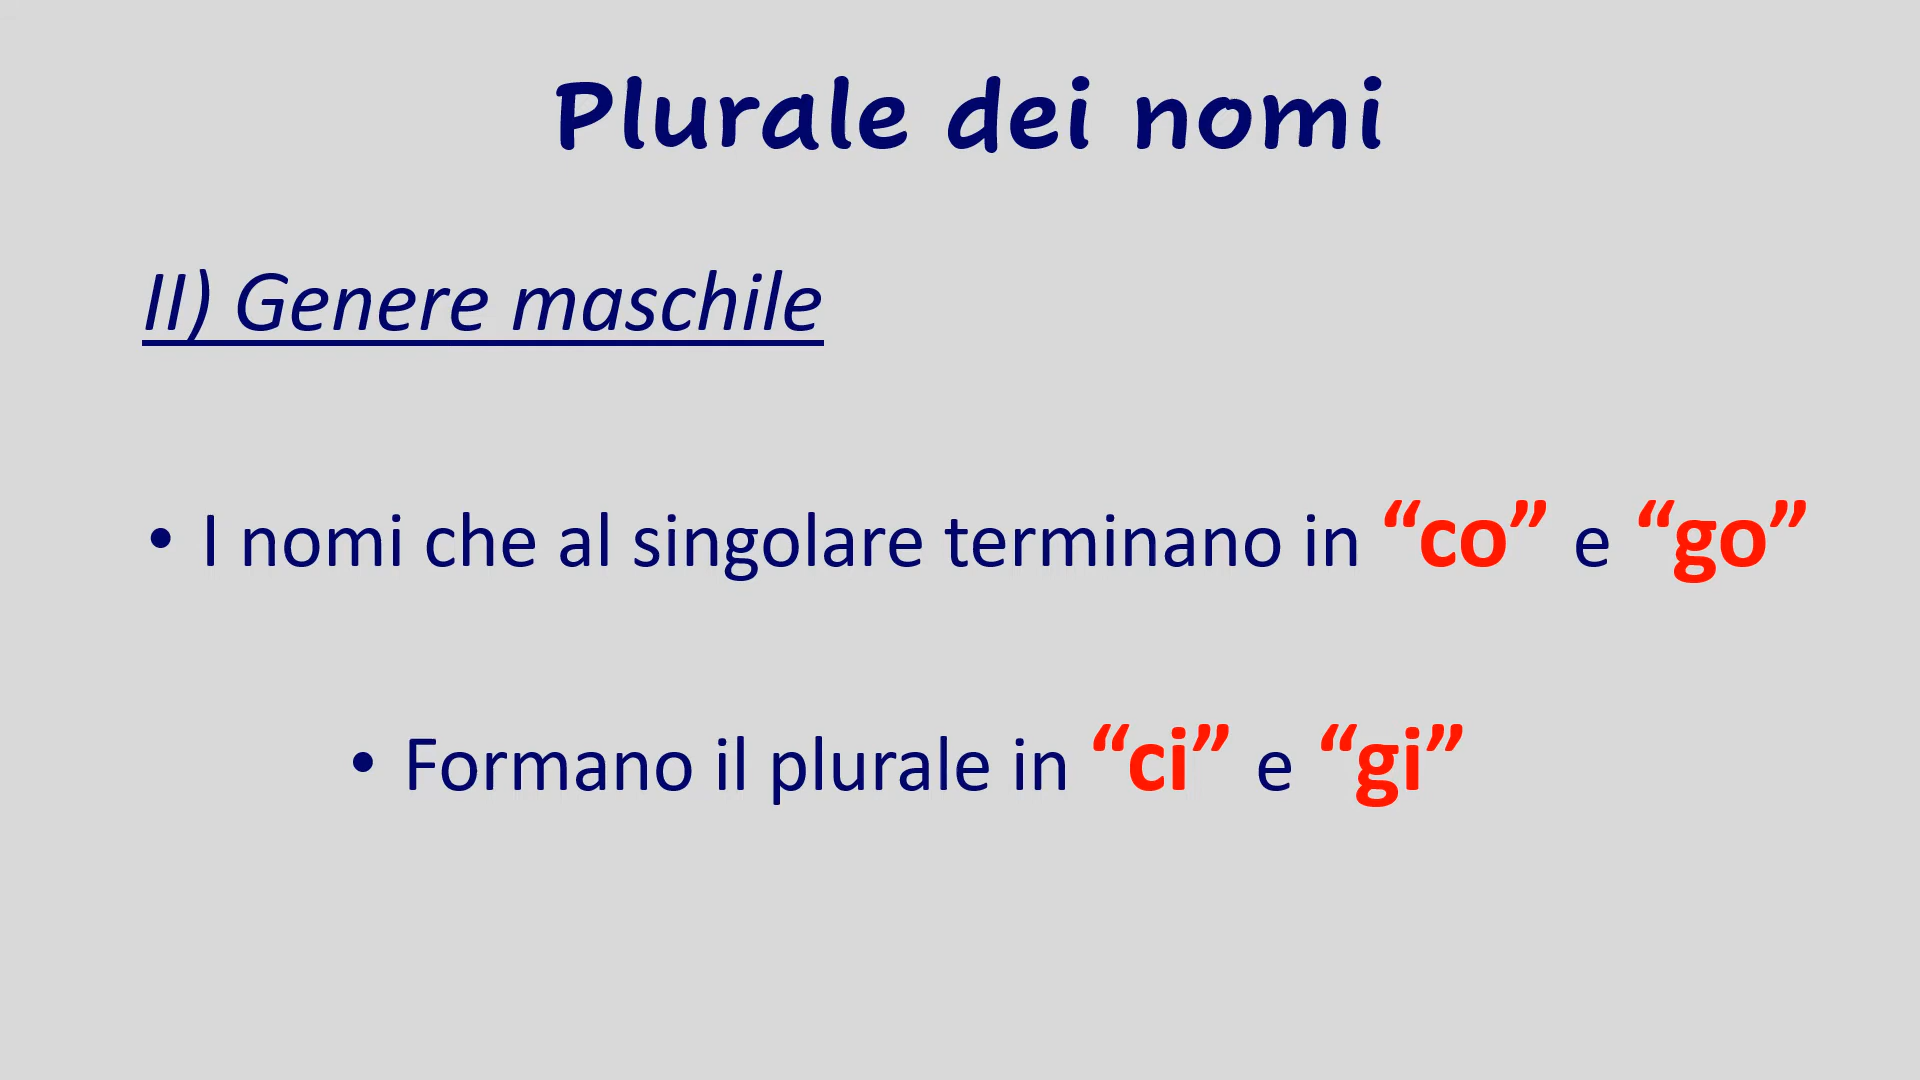 Plurale dei nomi
II) Genere maschile
• I nomi che al singolare terminano in “co” e “go”
• Formano il plurale in “ci” e “gi”